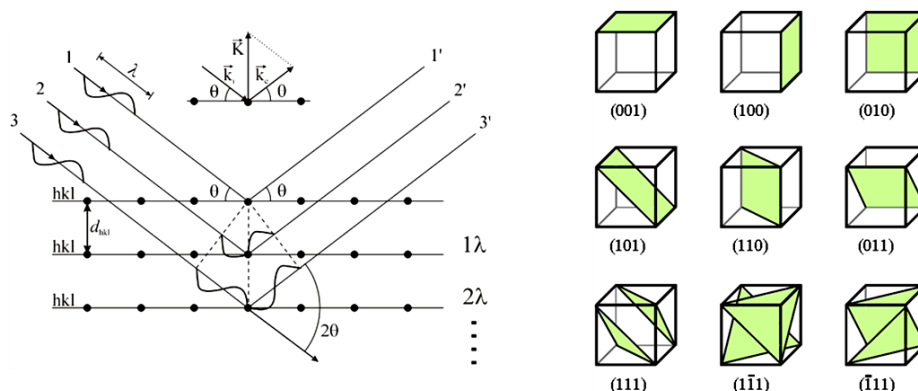 1
λ
K
1'
2
k_i
k_e
2'
θ
θ
3
3'
θ
θ
hkl
d_hkl
hkl
1λ
hkl
2λ
2θ
(001)
(100)
(010)
(101)
(110)
(011)
(111)
(11̄1)
(1̄11)